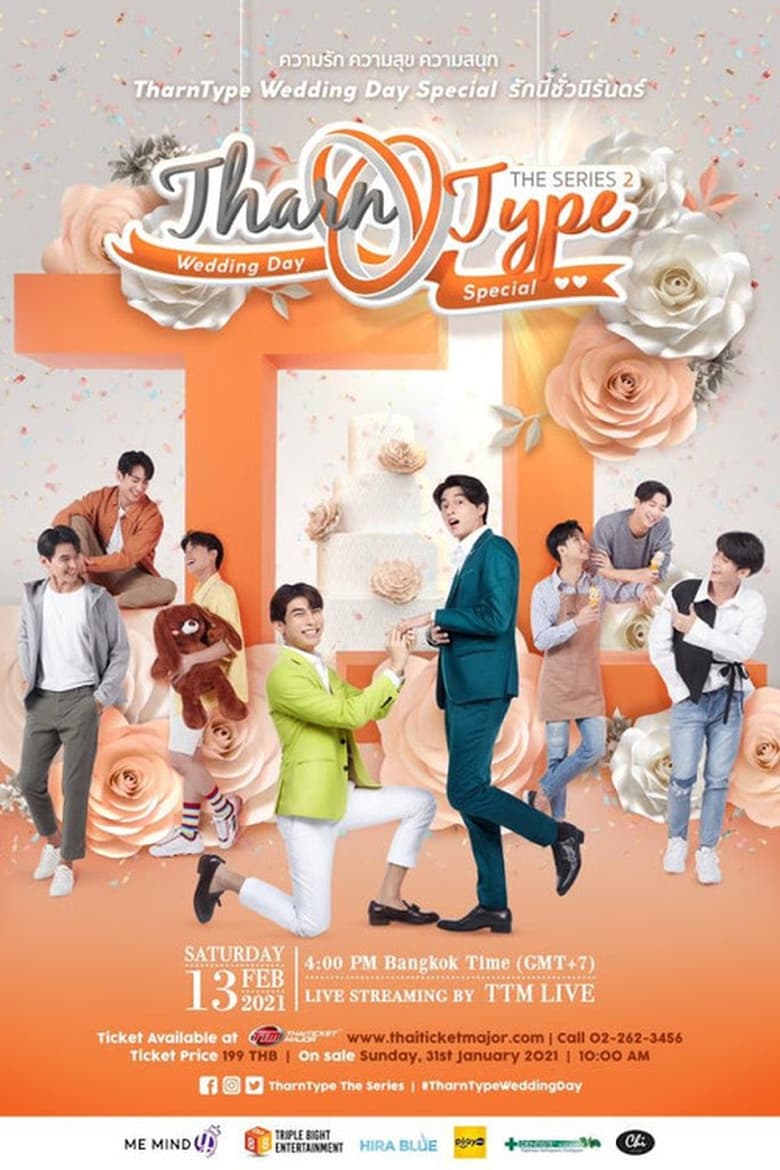 ความรัก ความสุข ความสนุก
TharnType Wedding Day Special รักนี้ชั่วนิรันดร์
Tharn Type
THE SERIES 2
Wedding Day
Special
SATURDAY
13 FEB 2021
4:00 PM Bangkok Time (GMT+7)
LIVE STREAMING BY TTM LIVE
Ticket Available at ttm THAITICKET MAJOR www.thaiticketmajor.com | Call 02-262-3456
Ticket Price 199 THB | On sale Sunday, 31st January 2021 | 10:00 AM
TharnType The Series | #TharnTypeWeddingDay
ME MIND
TRIPLE 8IGHT ENTERTAINMENT
HIRA BLUE
Chi